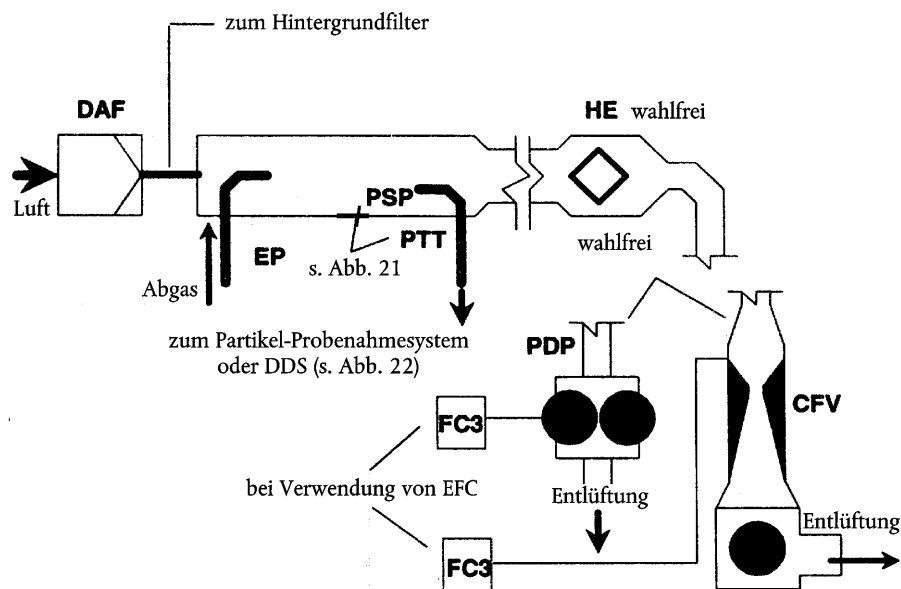 zum Hintergrundfilter
DAF
HE wahlfrei
Luft
PSP
wahlfrei
EP
PTT
s. Abb. 21
Abgas
zum Partikel-Probenahmesystem
oder DDS (s. Abb. 22)
PDP
CFV
FC3
bei Verwendung von EFC
Entlüftung
Entlüftung
FC3